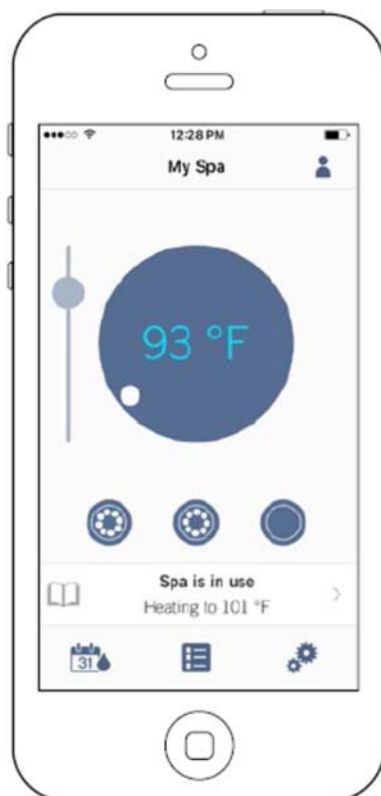 12:28 PM
My Spa
93 °F
Spa is in use
Heating to 101 °F
31